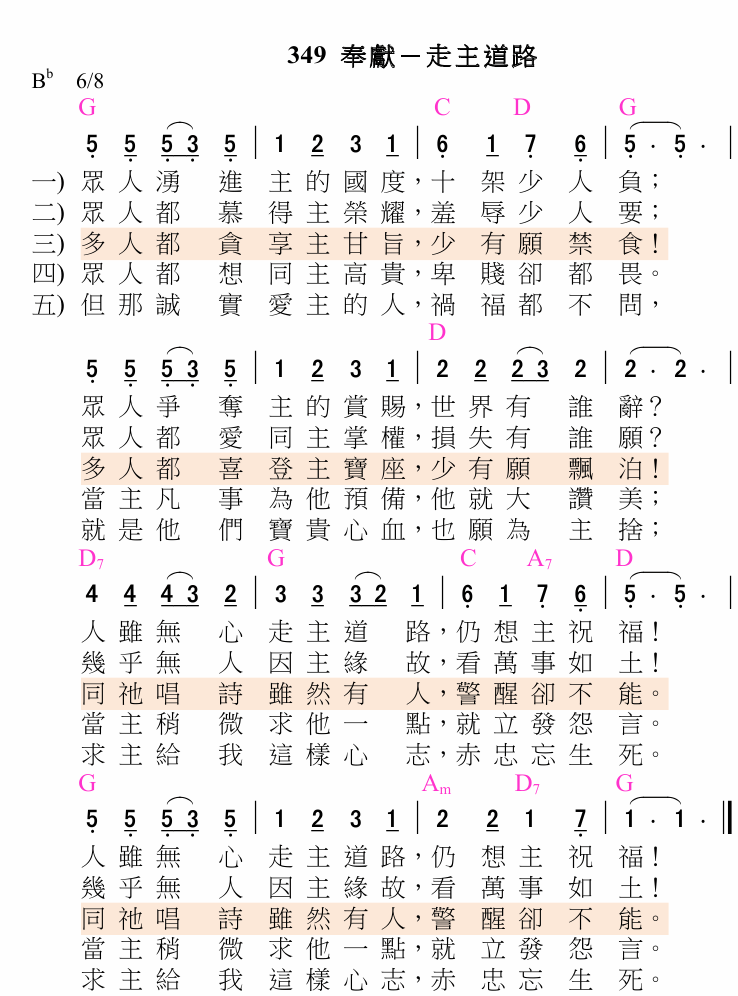 349 奉獻－走主道路
B♭ 6/8
G C D G
5 5 5 3 5 | 1 2 3 1 | 6 1 7 6 | 5 . 5 . |
一) 眾人湧進主的國度，十架少人負；
二) 眾人都慕得主榮耀，羞辱少人要；
三) 多人都貪享主甘旨，少有願禁食！
四) 眾人都想同主高貴，卑賤卻都畏。
五) 但那誠實愛主的人，禍福都不問，
D
5 5 5 3 5 | 1 2 3 1 | 2 2 2 3 2 | 2 . 2 . |
眾人爭奪主的賞賜，世界有誰辭？
眾人都愛同主掌權，損失有誰願？
多人都喜登主寶座，少有願飄泊！
當主凡事為他預備，他就大讚美；
就是他們寶貴心血，也願為主捨；
D7 G C A7 D
4 4 4 3 2 | 3 3 3 2 1 | 6 1 7 6 | 5 . 5 . |
人雖無心走主道路，仍想主祝福！
幾乎無人因主緣故，看萬事如土！
同祂唱詩雖然有人，警醒卻不能。
當主稍微求他一點，就立發怨言。
求主給我這樣心志，赤忠忘生死。
G Am D7 G
5 5 5 3 5 | 1 2 3 1 | 2 2 1 7 | 1 . 1 . ‖
人雖無心走主道路，仍想主祝福！
幾乎無人因主緣故，看萬事如土！
同祂唱詩雖然有人，警醒卻不能。
當主稍微求他一點，就立發怨言。
求主給我這樣心志，赤忠忘生死。